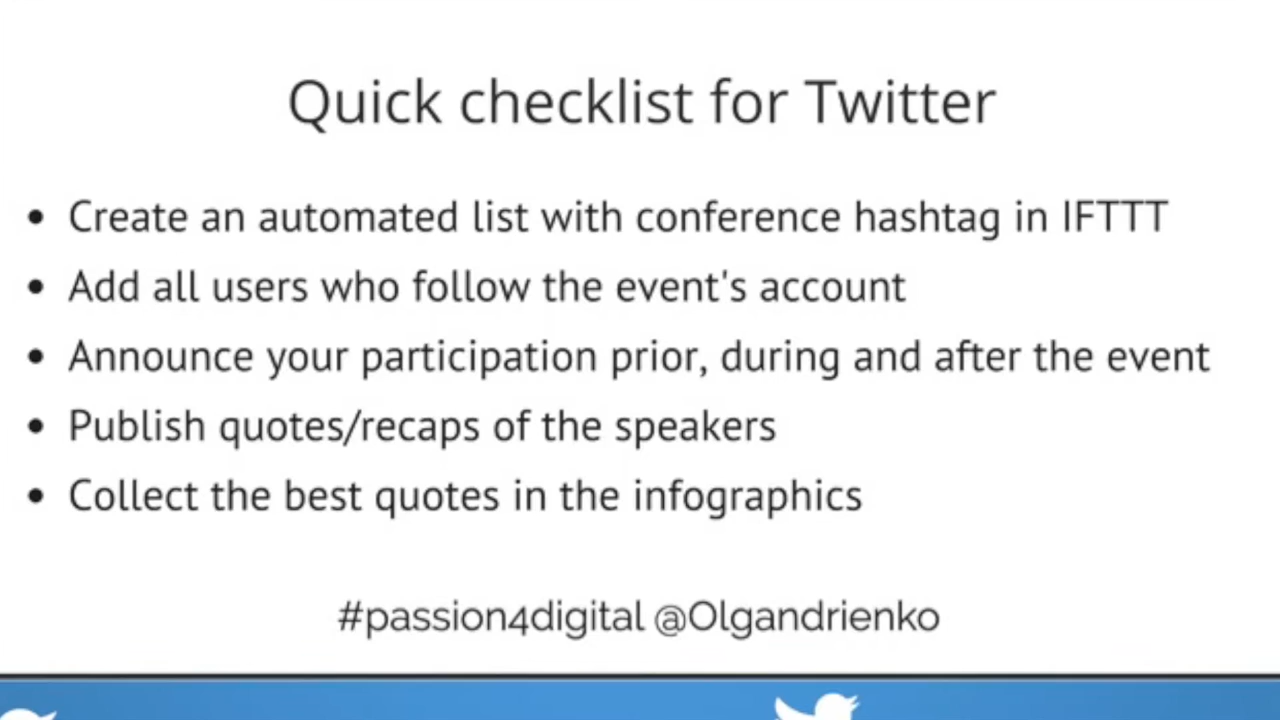 Quick checklist for Twitter
• Create an automated list with conference hashtag in IFTTT
• Add all users who follow the event's account
• Announce your participation prior, during and after the event
• Publish quotes/recaps of the speakers
• Collect the best quotes in the infographics
#passion4digital @Olgandrienko